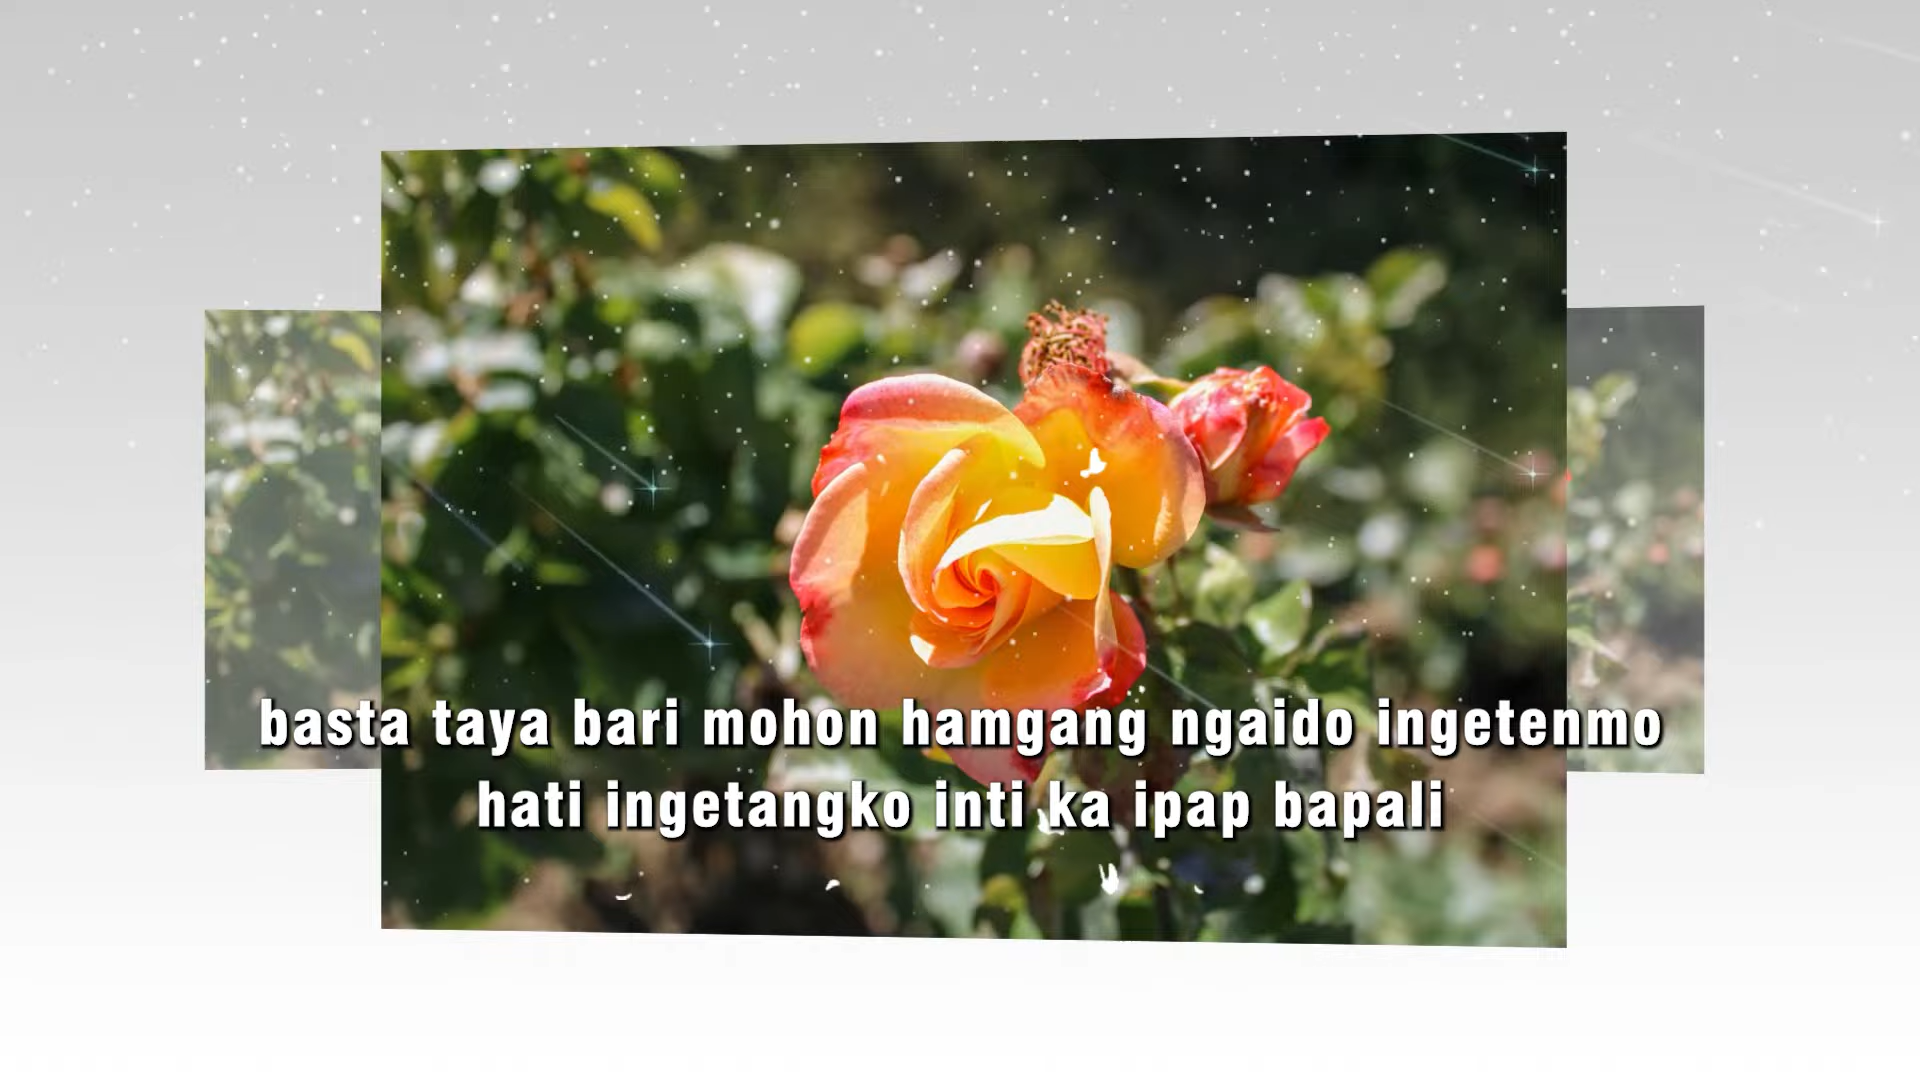 basta taya bari mohon hamgang ngaido ingetenmo
hati ingetangko inti ka ipap bapali